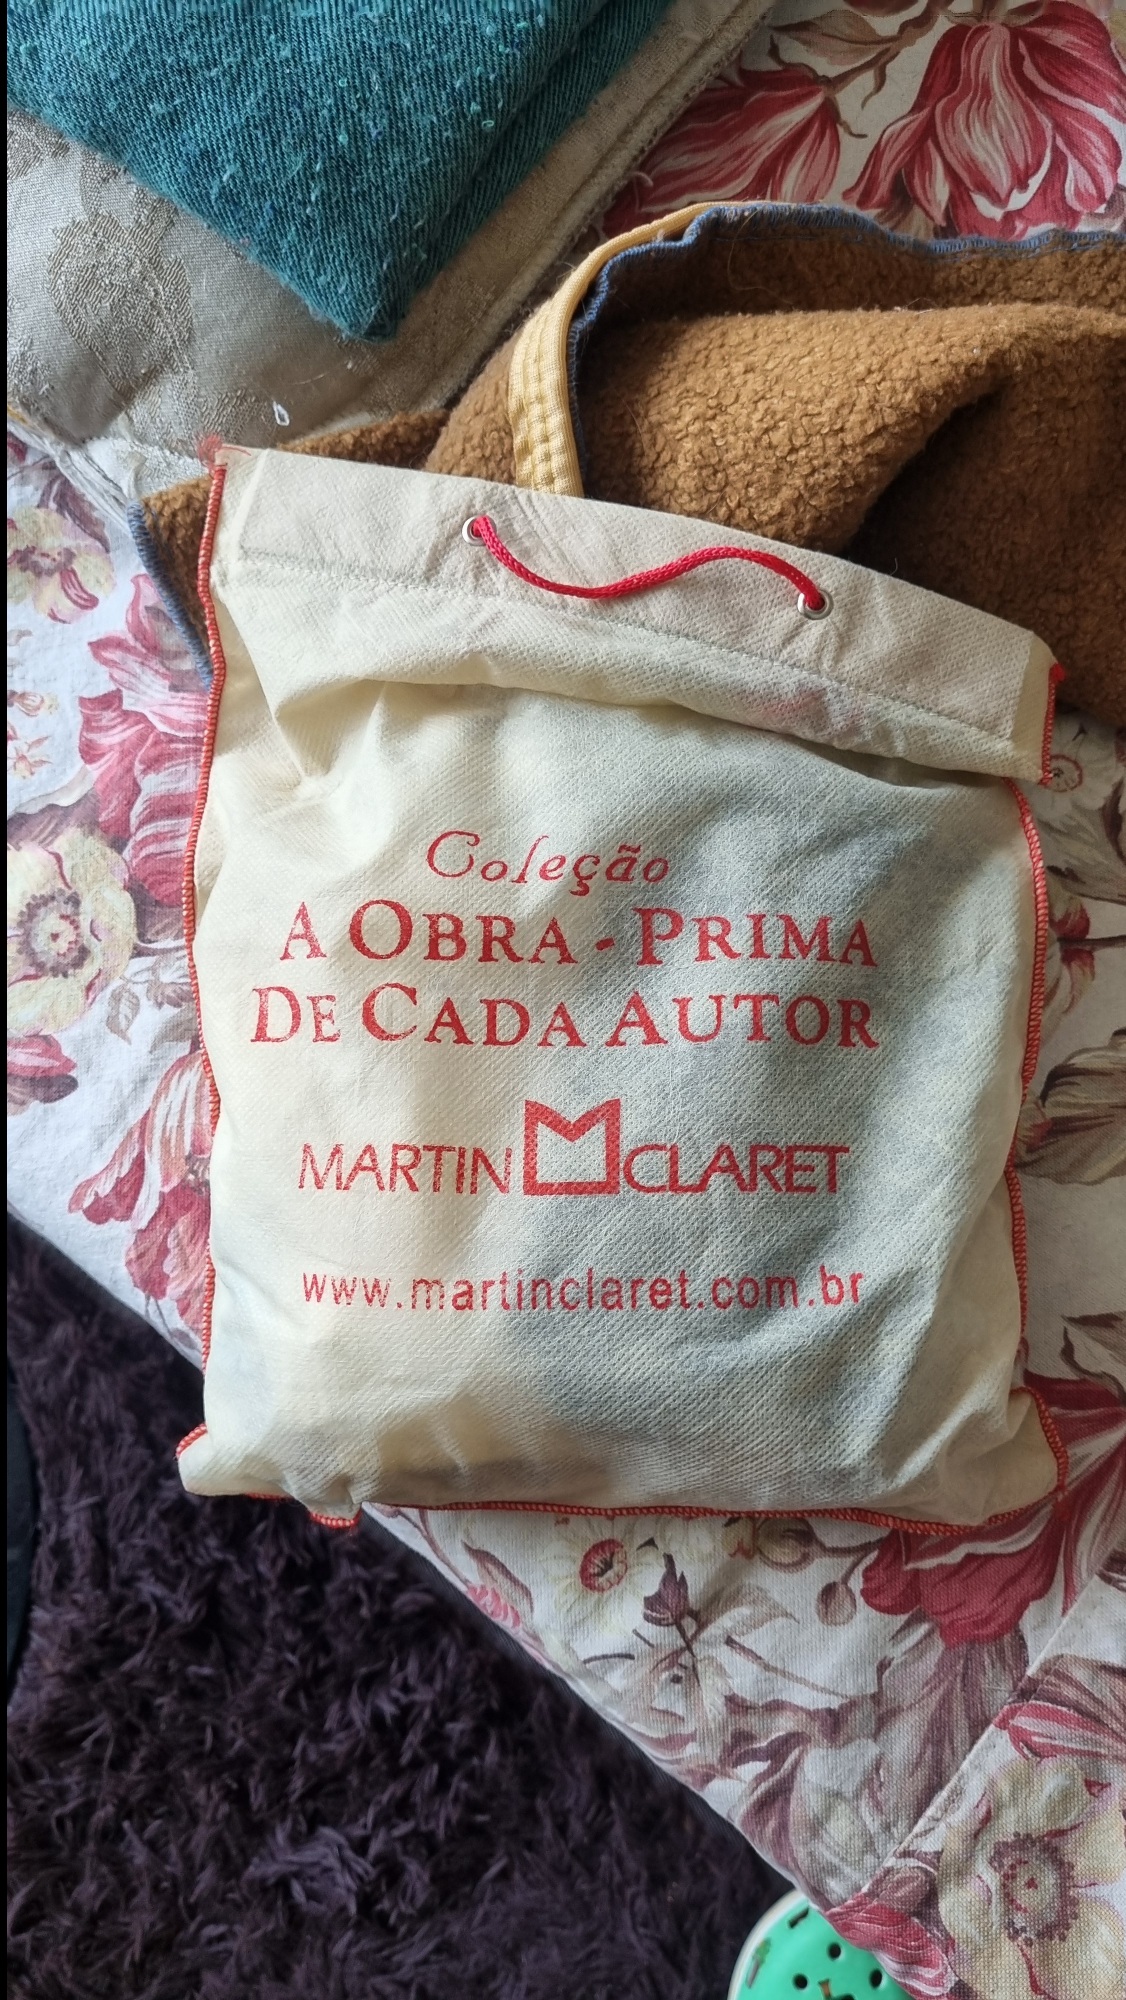 Coleção
A OBRA-PRIMA
DE CADA AUTOR
MARTIN CLARET
www.martinclaret.com.br